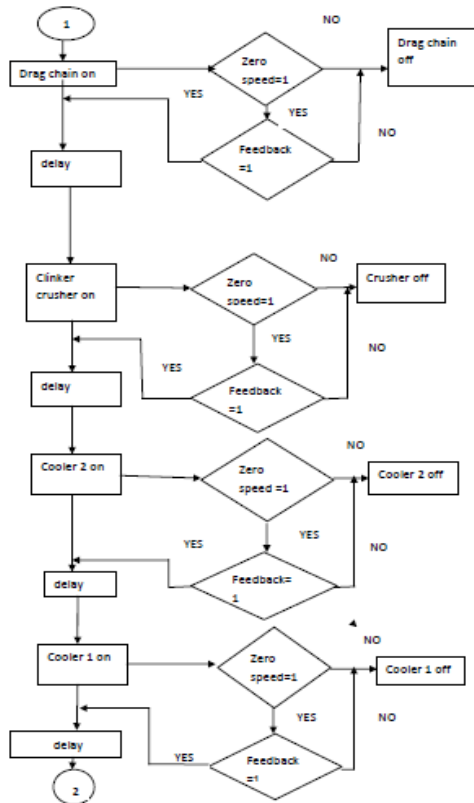 1
NO
Drag chain on
Zero
speed=1
Drag chain
off
YES
YES
Feedback
=1
NO
delay
Clinker
crusher on
Zero
speed=1
NO
Crusher off
YES
YES
NO
Feedback
=1
delay
Cooler 2 on
Zero
speed =1
NO
Cooler 2 off
YES
YES
NO
Feedback=
1
delay
Cooler 1 on
Zero
speed=1
NO
Cooler 1 off
YES
NO
delay
YES
Feedback
=1
2